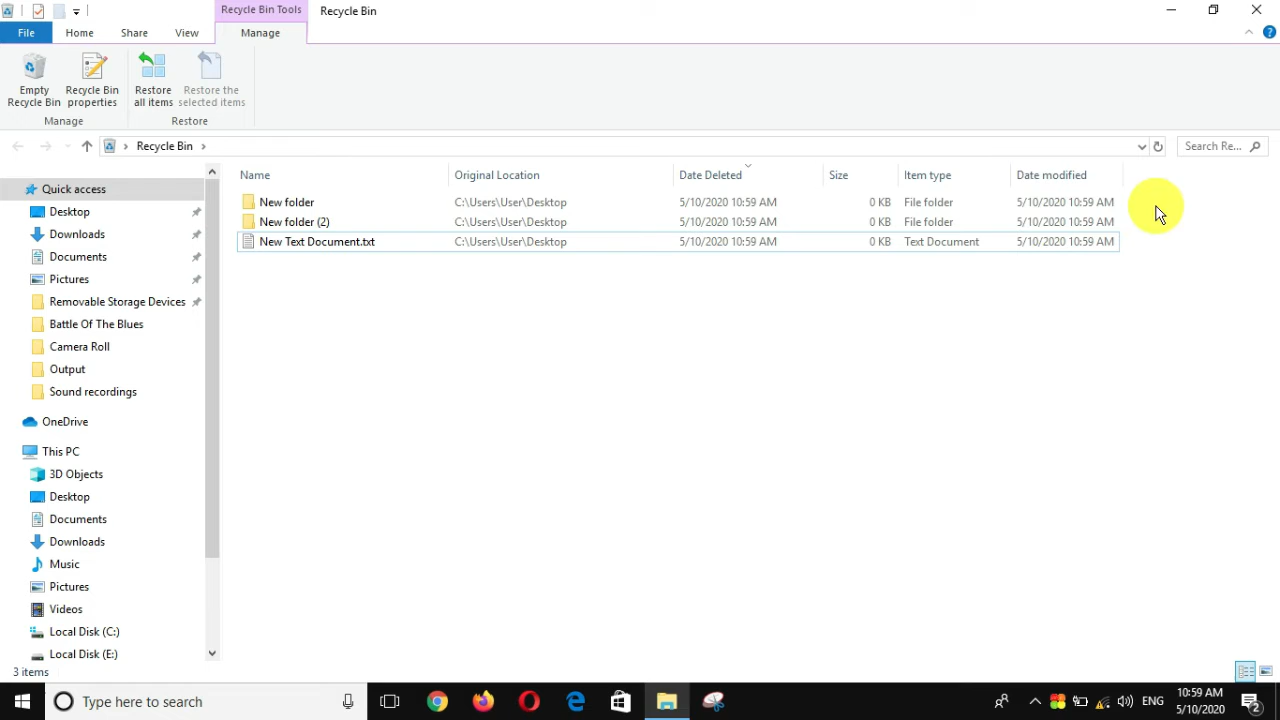 Recycle Bin Tools Recycle Bin
File Home Share View Manage
Empty Recycle Bin
Recycle Bin properties
Restore all items
Restore the selected items
Manage Restore
Recycle Bin Search Re...
Name Original Location Date Deleted Size Item type Date modified
New folder C:\Users\User\Desktop 5/10/2020 10:59 AM 0 KB File folder 5/10/2020 10:59 AM
New folder (2) C:\Users\User\Desktop 5/10/2020 10:59 AM 0 KB File folder 5/10/2020 10:59 AM
New Text Document.txt C:\Users\User\Desktop 5/10/2020 10:59 AM 0 KB Text Document 5/10/2020 10:59 AM
Quick access
Desktop
Downloads
Documents
Pictures
Removable Storage Devices
Battle Of The Blues
Camera Roll
Output
Sound recordings
OneDrive
This PC
3D Objects
Desktop
Documents
Downloads
Music
Pictures
Videos
Local Disk (C:)
Local Disk (E:)
3 items
Type here to search ENG 10:59 AM
5/10/2020 2